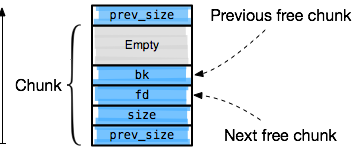 prev_size
Previous free chunk
Empty
bk
Chunk
fd
size
Next free chunk
prev_size